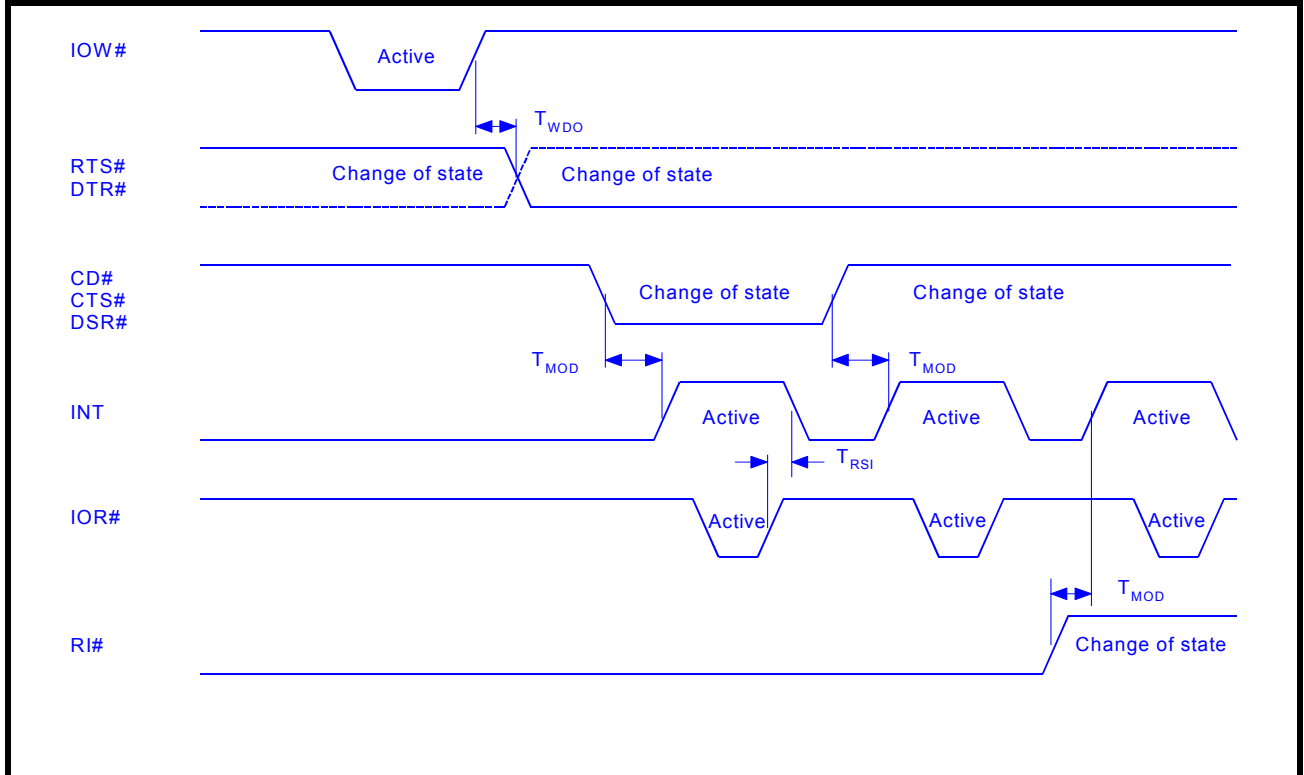 IOW#
Active
TWDO
RTS#
DTR#
Change of state
Change of state
CD#
CTS#
DSR#
Change of state
Change of state
TMOD
TMOD
INT
Active
Active
Active
TRSI
IOR#
Active
Active
Active
TMOD
RI#
Change of state